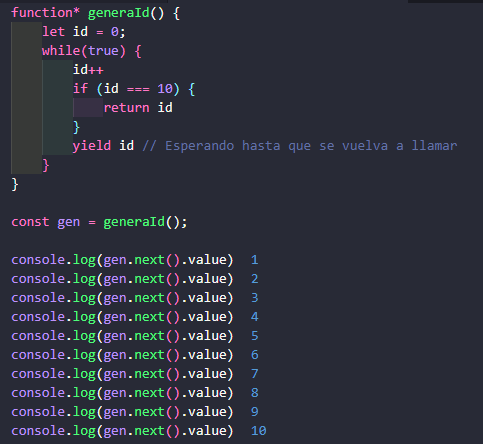 function* generaId() {
let id = 0;
while(true) {
id++
if (id === 10) {
return id
}
yield id // Esperando hasta que se vuelva a llamar
}
}
const gen = generaId();
console.log(gen.next().value) 1
console.log(gen.next().value) 2
console.log(gen.next().value) 3
console.log(gen.next().value) 4
console.log(gen.next().value) 5
console.log(gen.next().value) 6
console.log(gen.next().value) 7
console.log(gen.next().value) 8
console.log(gen.next().value) 9
console.log(gen.next().value) 10